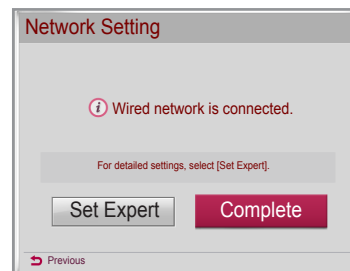 Network Setting
Wired network is connected.
For detailed settings, select [Set Expert].
Set Expert Complete
Previous